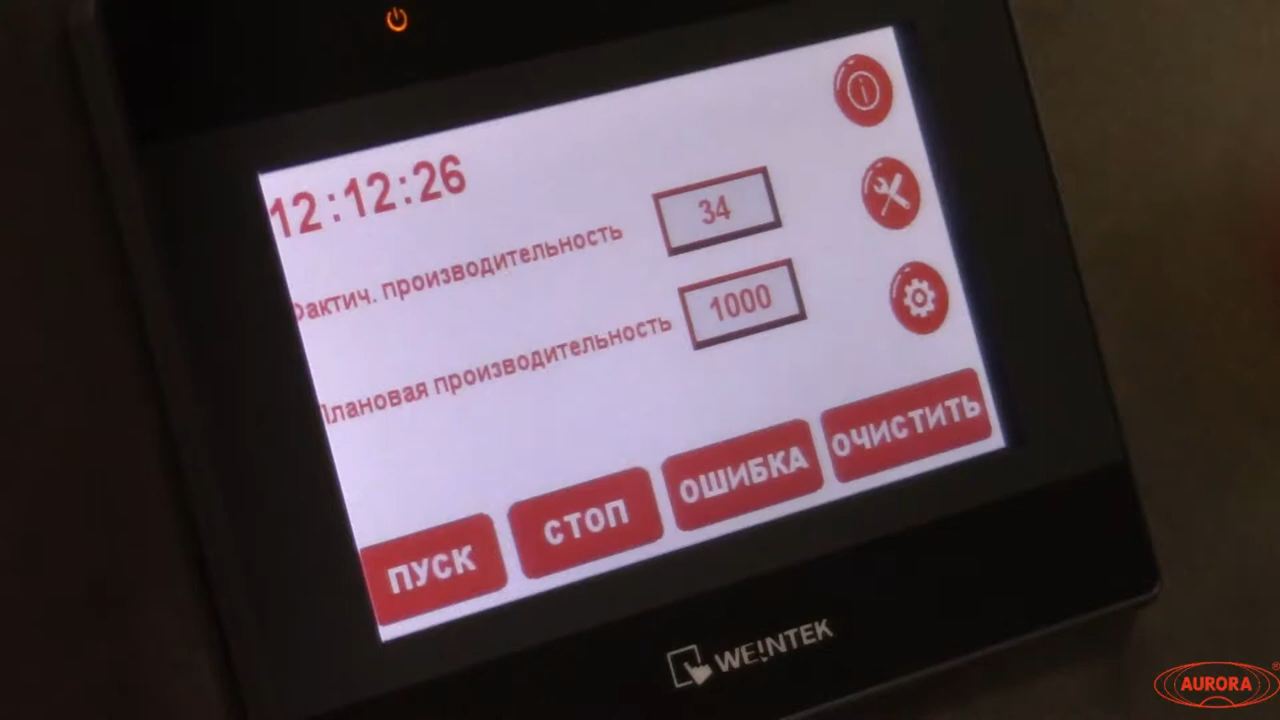 12:12:26
Фактич. производительность 34
Плановая производительность 1000
ПУСК СТОП ОШИБКА ОЧИСТИТЬ
WEINTEK
AURORA